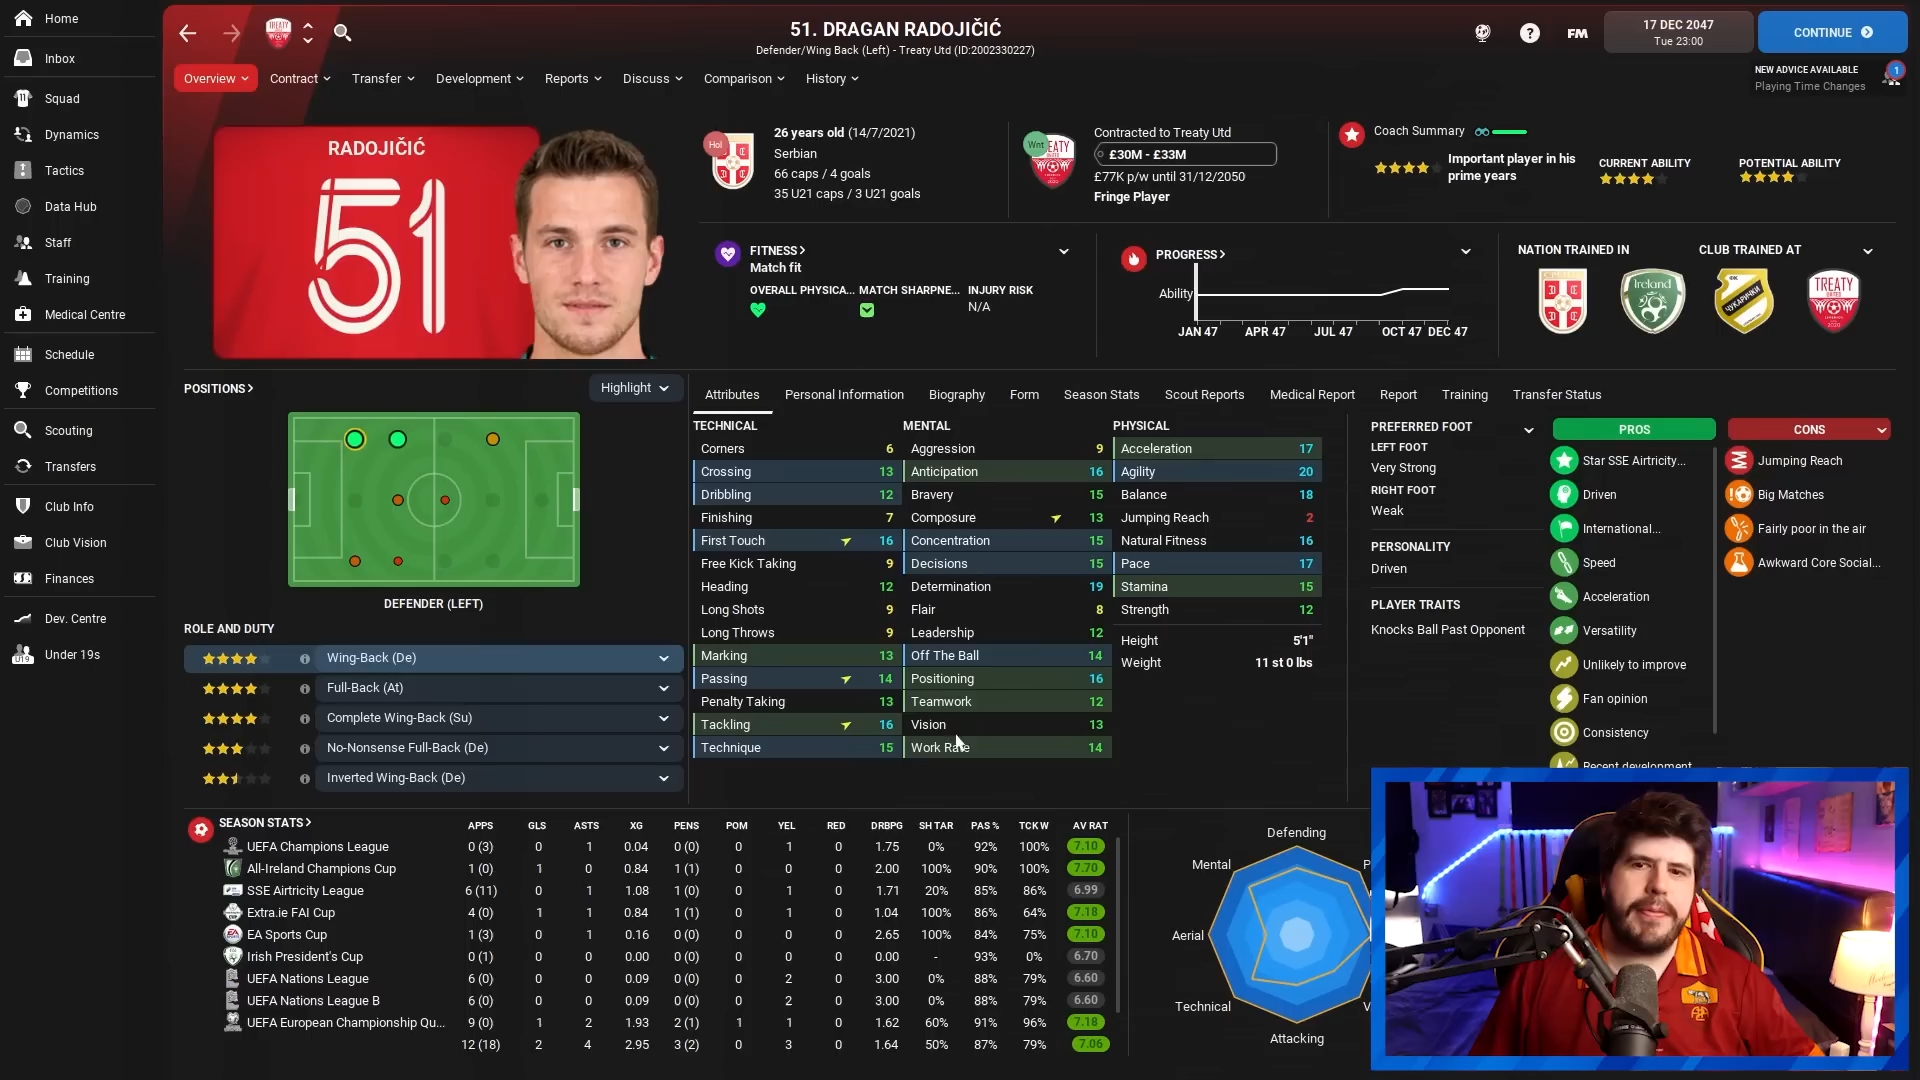 Home
Inbox
Squad
Dynamics
Tactics
Data Hub
Staff
Training
Medical Centre
Schedule
Competitions
Scouting
Transfers
Club Info
Club Vision
Finances
Dev. Centre
Under 19s
51. DRAGAN RADOJIČIĆ
Defender/Wing Back (Left) - Treaty Utd (ID:2002330227)
FM
17 DEC 2047
Tue 23:00
CONTINUE
NEW ADVICE AVAILABLE
Playing Time Changes
1
Overview
Contract
Transfer
Development
Reports
Discuss
Comparison
History
RADOJIČIĆ
51
Hol
26 years old (14/7/2021)
Serbian
66 caps / 4 goals
35 U21 caps / 3 U21 goals
Wnt
TREATY
Contracted to Treaty Utd
£30M - £33M
£77K p/w until 31/12/2050
Fringe Player
Coach Summary
Important player in his prime years
CURRENT ABILITY
POTENTIAL ABILITY
FITNESS
Match fit
OVERALL PHYSICA... MATCH SHARPNE... INJURY RISK
N/A
PROGRESS
Ability
JAN 47 APR 47 JUL 47 OCT 47 DEC 47
NATION TRAINED IN
Ireland
CLUB TRAINED AT
ЧУКАРИЧКИ
TREATY
POSITIONS
Highlight
DEFENDER (LEFT)
ROLE AND DUTY
Wing-Back (De)
Full-Back (At)
Complete Wing-Back (Su)
No-Nonsense Full-Back (De)
Inverted Wing-Back (De)
Attributes Personal Information Biography Form Season Stats Scout Reports Medical Report Report Training Transfer Status
TECHNICAL
Corners 6
Crossing 13
Dribbling 12
Finishing 7
First Touch 16
Free Kick Taking 9
Heading 12
Long Shots 9
Long Throws 9
Marking 13
Passing 14
Penalty Taking 13
Tackling 16
Technique 15
MENTAL
Aggression 9
Anticipation 16
Bravery 15
Composure 13
Concentration 15
Decisions 15
Determination 19
Flair 8
Leadership 12
Off The Ball 14
Positioning 16
Teamwork 12
Vision 13
Work Rate 14
PHYSICAL
Acceleration 17
Agility 20
Balance 18
Jumping Reach 2
Natural Fitness 16
Pace 17
Stamina 15
Strength 12
Height 5'1"
Weight 11 st 0 lbs
PREFERRED FOOT
LEFT FOOT
Very Strong
RIGHT FOOT
Weak
PERSONALITY
Driven
PLAYER TRAITS
Knocks Ball Past Opponent
PROS
Star SSE Airtricity...
Driven
International...
Speed
Acceleration
Versatility
Unlikely to improve
Fan opinion
Consistency
Recent development
CONS
Jumping Reach
Big Matches
Fairly poor in the air
Awkward Core Social...
SEASON STATS APPS GLS ASTS XG PENS POM YEL RED DRBPG SH TAR PAS % TCK W AV RAT
UEFA Champions League 0 (3) 0 1 0.04 0 (0) 0 1 0 1.75 0% 92% 100% 7.10
All-Ireland Champions Cup 1 (0) 1 0 0.84 1 (1) 0 0 0 2.00 100% 90% 100% 7.70
SSE Airtricity League 6 (11) 0 1 1.08 1 (0) 0 1 0 1.71 20% 85% 86% 6.99
Extra.ie FAI Cup 4 (0) 1 1 0.84 1 (1) 0 1 0 1.04 100% 86% 64% 7.18
EA Sports Cup 1 (3) 0 1 0.16 0 (0) 0 0 0 2.65 100% 84% 75% 7.10
Irish President's Cup 0 (1) 0 0 0.00 0 (0) 0 0 0 0.00 - 93% 0% 6.70
UEFA Nations League 6 (0) 0 0 0.09 0 (0) 0 2 0 3.00 0% 88% 79% 6.60
UEFA Nations League B 6 (0) 0 0 0.09 0 (0) 0 2 0 3.00 0% 88% 79% 6.60
UEFA European Championship Qu... 9 (0) 1 2 1.93 2 (1) 1 1 0 1.62 60% 91% 96% 7.18
12 (18) 2 4 2.95 3 (2) 0 3 0 1.64 50% 87% 79% 7.06
Defending
Mental
P
Aerial
Technical
V
Attacking